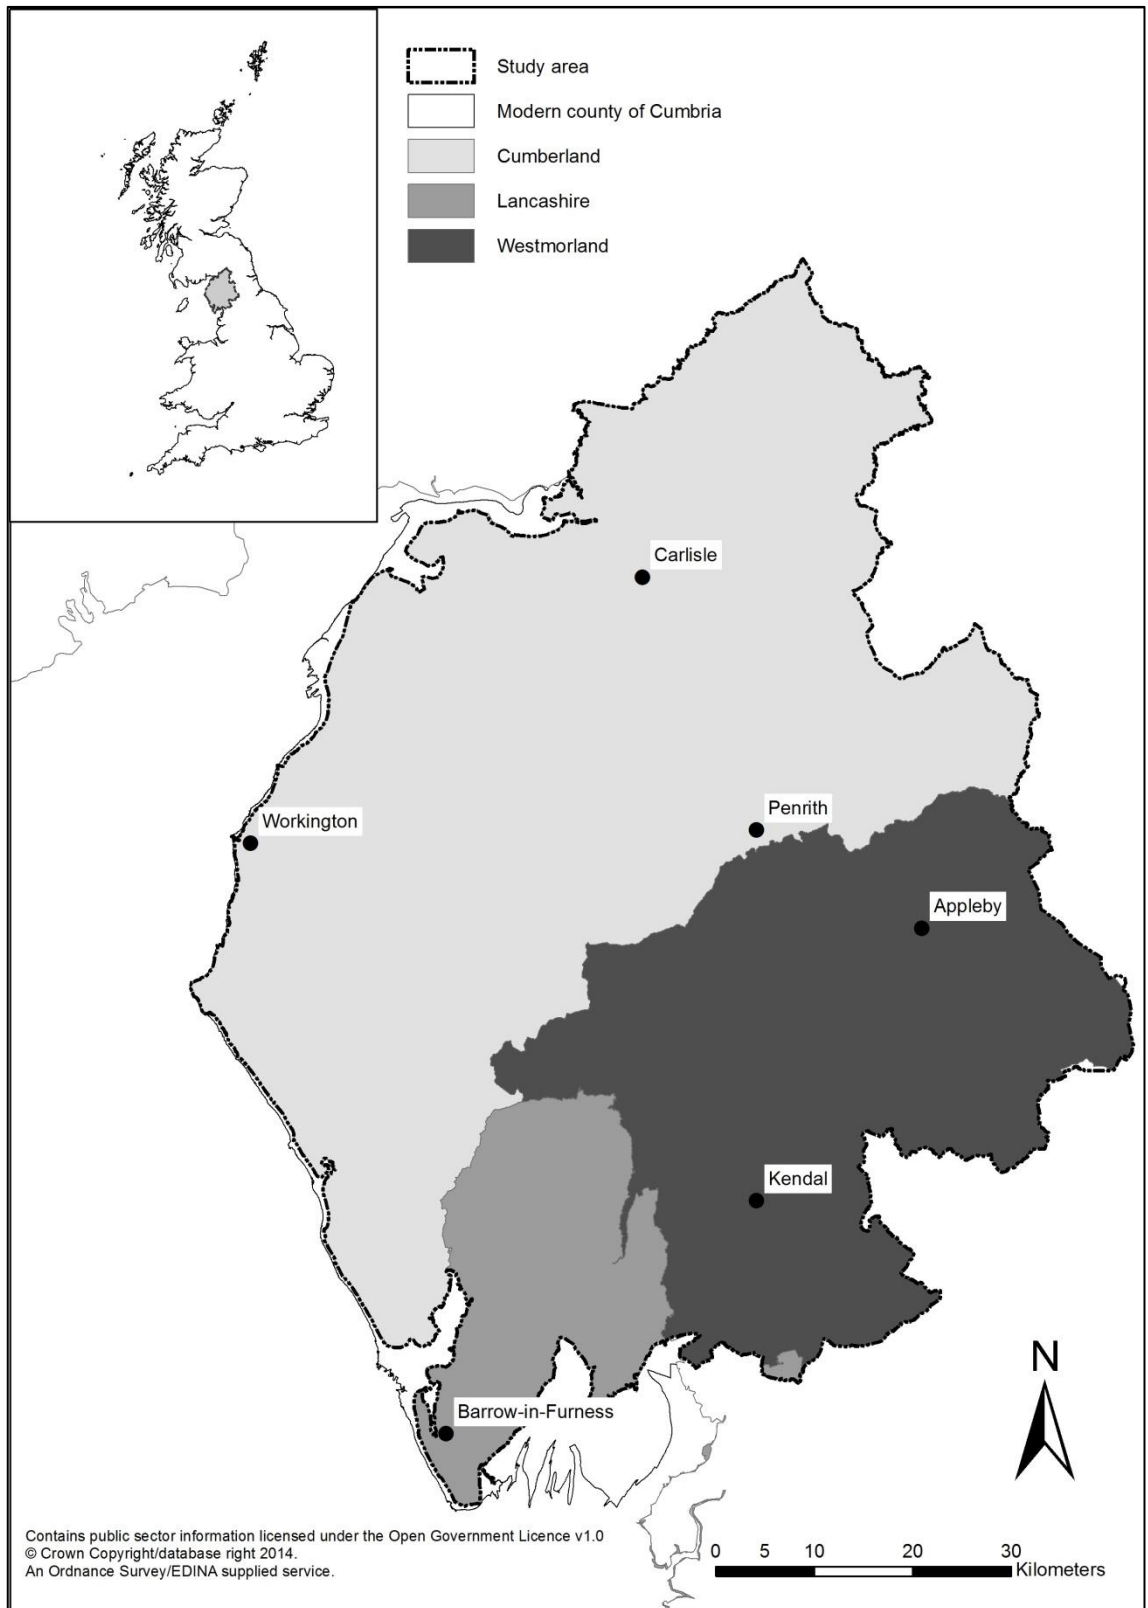 Study area
Modern county of Cumbria
Cumberland
Lancashire
Westmorland
Carlisle
Penrith
Workington
Appleby
Kendal
Barrow-in-Furness
N
Contains public sector information licensed under the Open Government Licence v1.0
© Crown Copyright/database right 2014.
An Ordnance Survey/EDINA supplied service.
0 5 10 20 30
Kilometers